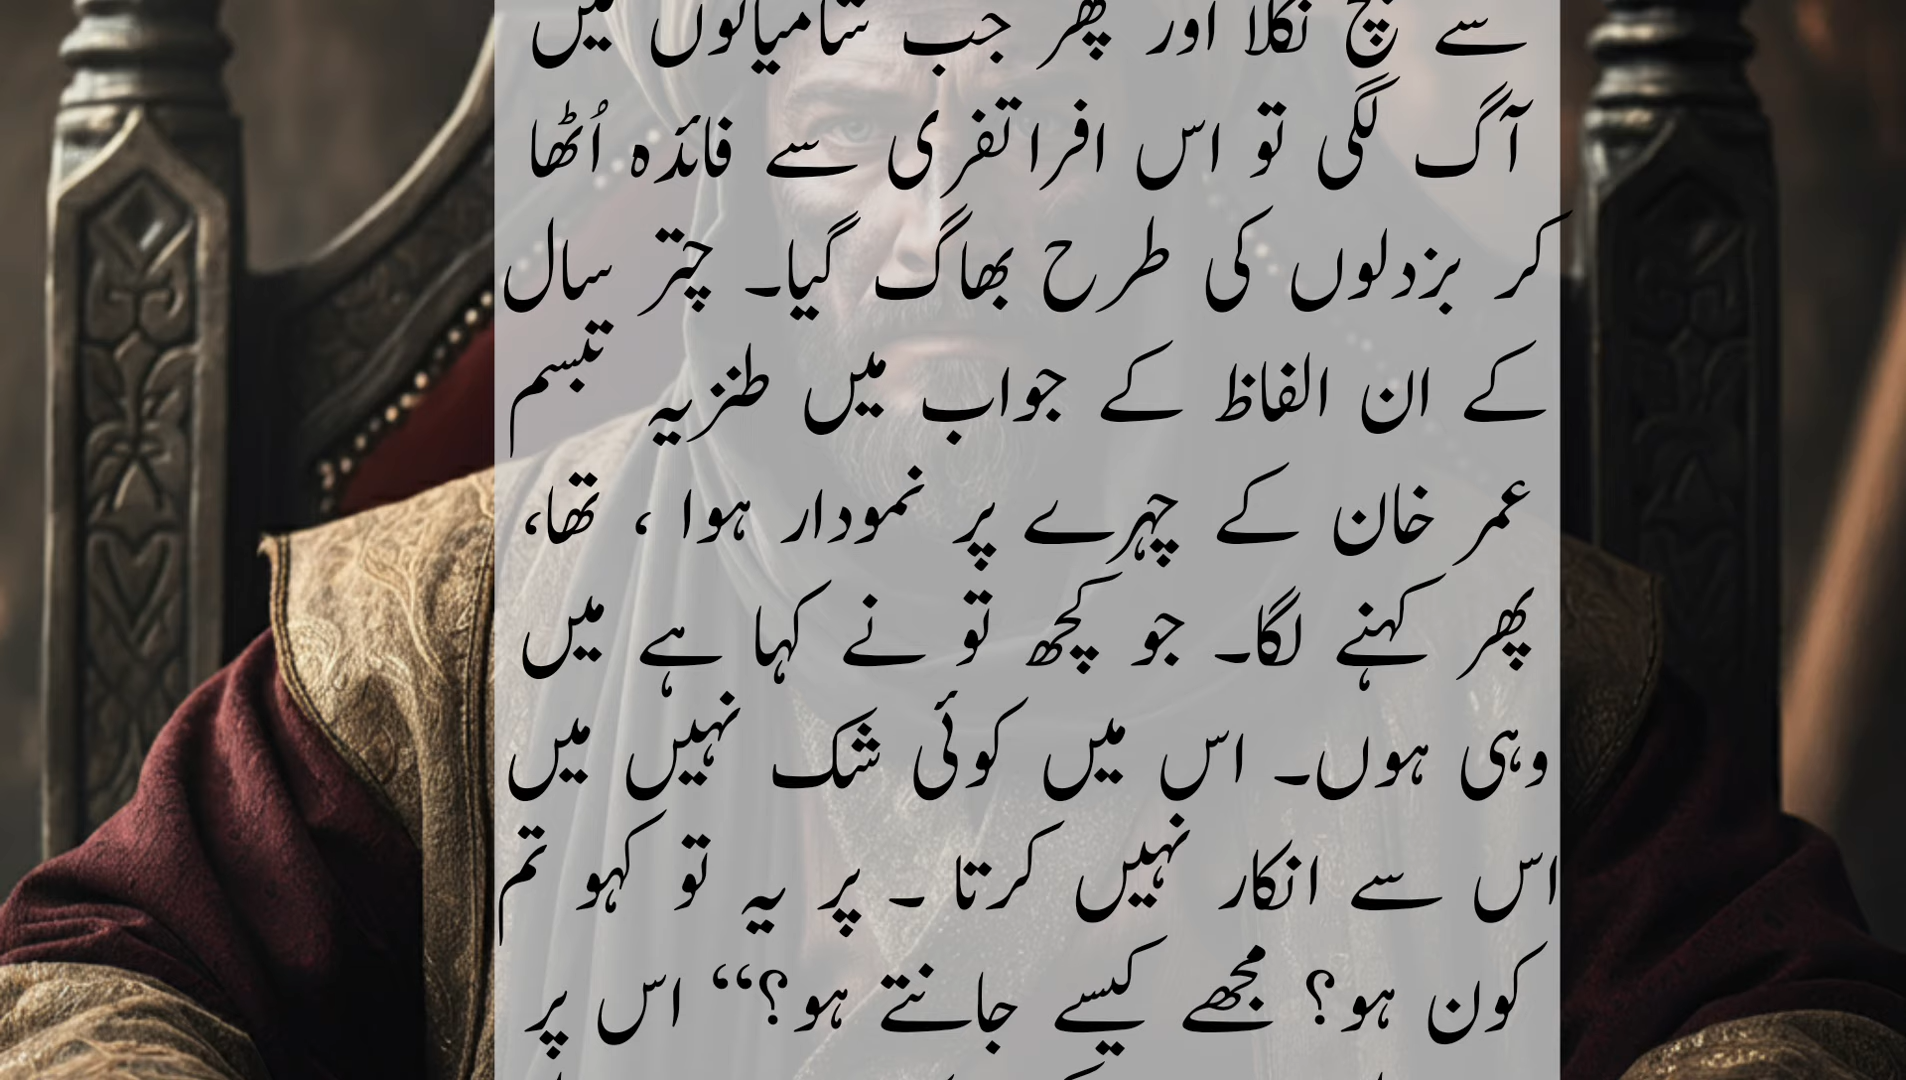 سے بچ نکلا اور پھر جب شامیانوں میں
آگ لگی تو اس افراتفری سے فائدہ اُٹھا
کر بزدلوں کی طرح بھاگ گیا۔ چتر سال
کے ان الفاظ کے جواب میں طنزیہ تبسم
عمر خان کے چہرے پر نمودار ہوا ، تھا،
پھر کہنے لگا۔ جو کچھ تو نے کہا ہے میں
وہی ہوں۔ اس میں کوئی شک نہیں میں
اس سے انکار نہیں کرتا ۔ پر یہ تو کہو تم
کون ہو؟ مجھے کیسے جانتے ہو؟“ اس پر